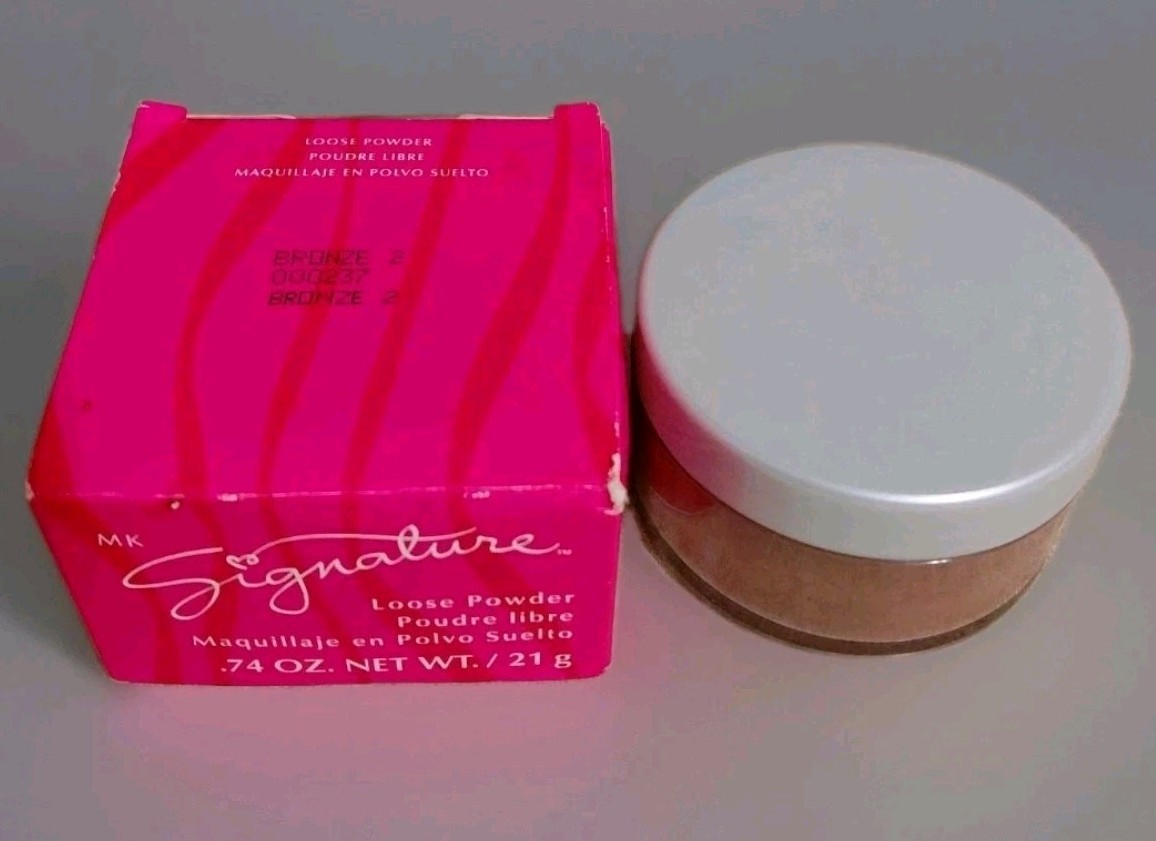 LOOSE POWDER
POUDRE LIBRE
MAQUILLAJE EN POLVO SUELTO
BRONZE 2
000237
BRONZE 2
MK
Signature™
Loose Powder
Poudre libre
Maquillaje en Polvo Suelto
.74 OZ. NET WT. / 21 g